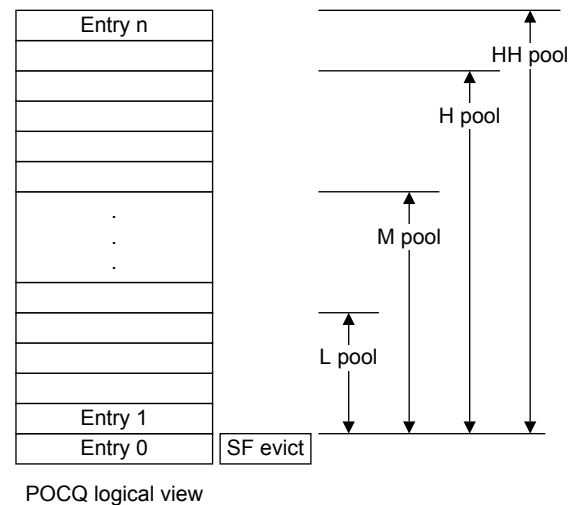 Entry n
HH pool
H pool
.
.
.
M pool
L pool
Entry 1
Entry 0
SF evict
POCQ logical view